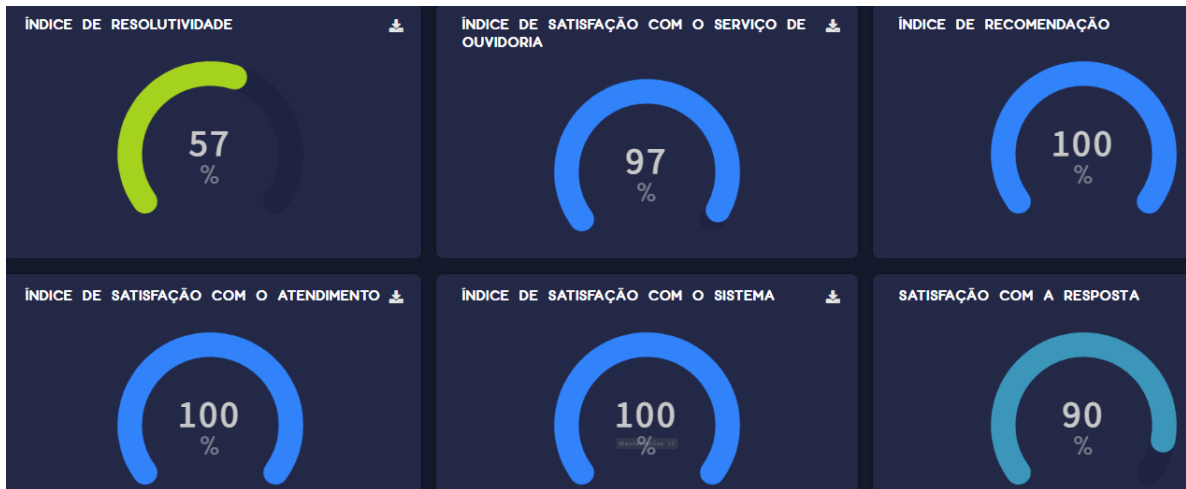 ÍNDICE DE RESOLUTIVIDADE
57
%
ÍNDICE DE SATISFAÇÃO COM O SERVIÇO DE
OUVIDORIA
97
%
ÍNDICE DE RECOMENDAÇÃO
100
%
ÍNDICE DE SATISFAÇÃO COM O ATENDIMENTO
100
%
ÍNDICE DE SATISFAÇÃO COM O SISTEMA
100
%
SATISFAÇÃO COM A RESPOSTA
90
%